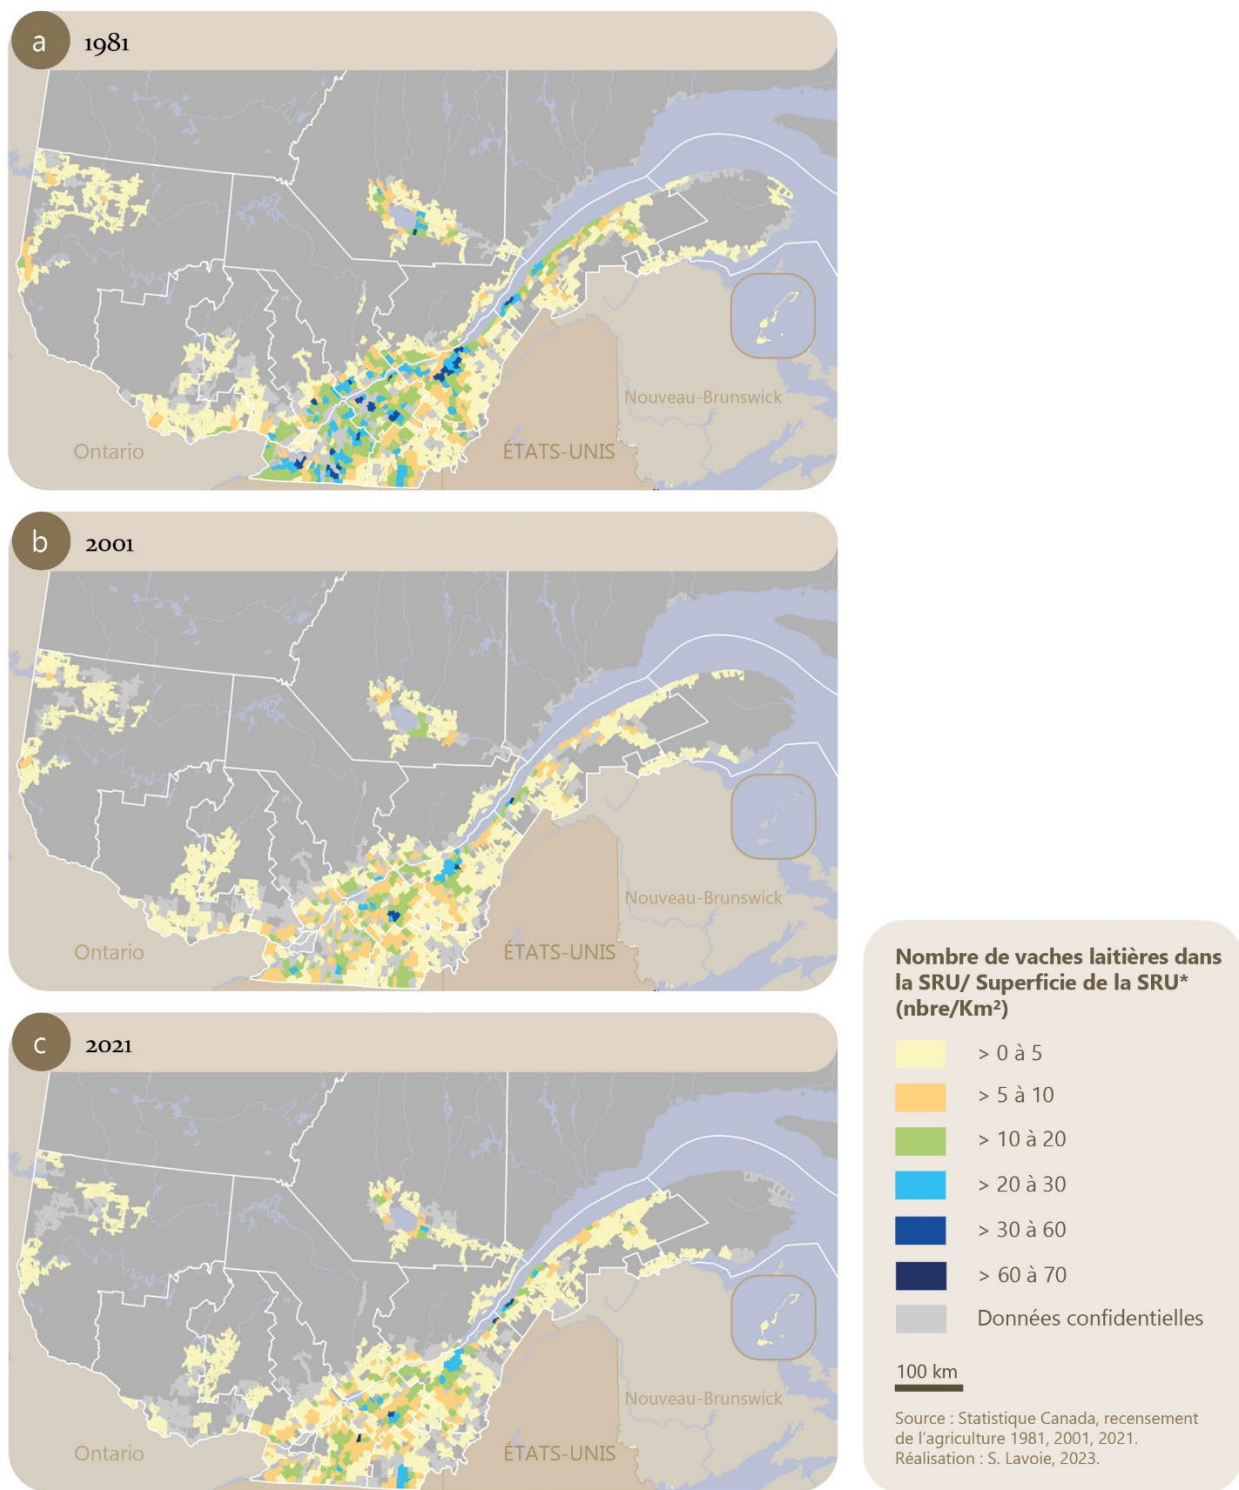 a 1981
Nouveau-Brunswick
Ontario
ÉTATS-UNIS
b 2001
Nouveau-Brunswick
Ontario
ÉTATS-UNIS
c 2021
Nouveau-Brunswick
Ontario
ÉTATS-UNIS
Nombre de vaches laitières dans
la SRU/ Superficie de la SRU*
(nbre/Km²)
> 0 à 5
> 5 à 10
> 10 à 20
> 20 à 30
> 30 à 60
> 60 à 70
Données confidentielles
100 km
Source : Statistique Canada, recensement
de l'agriculture 1981, 2001, 2021.
Réalisation : S. Lavoie, 2023.